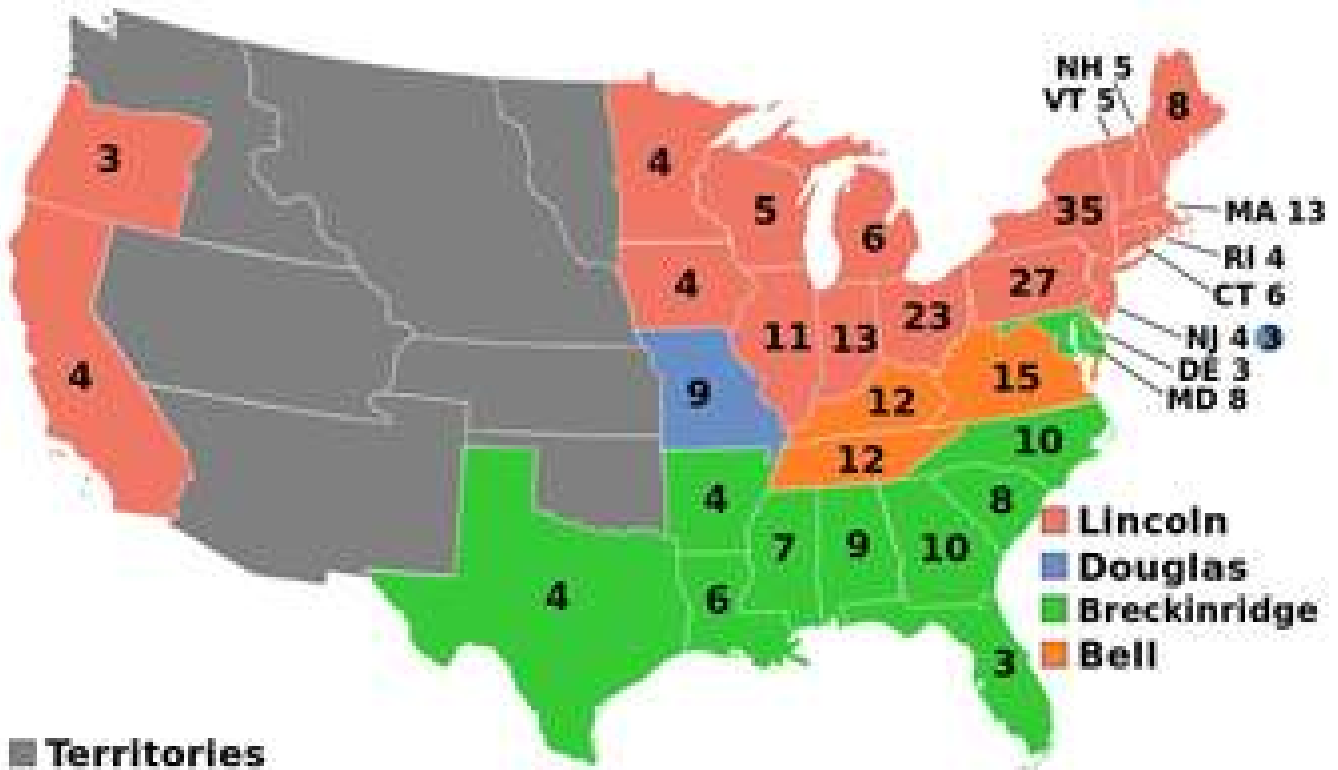 NH 5
VT 5
8
3
4
5
35
MA 13
6
RI 4
4
27
CT 6
23
11
13
NJ 4 3
DE 3
4
9
12
15
MD 8
10
12
4
8
7
9
10
Lincoln
Douglas
4
6
Breckinridge
Bell
3
Territories